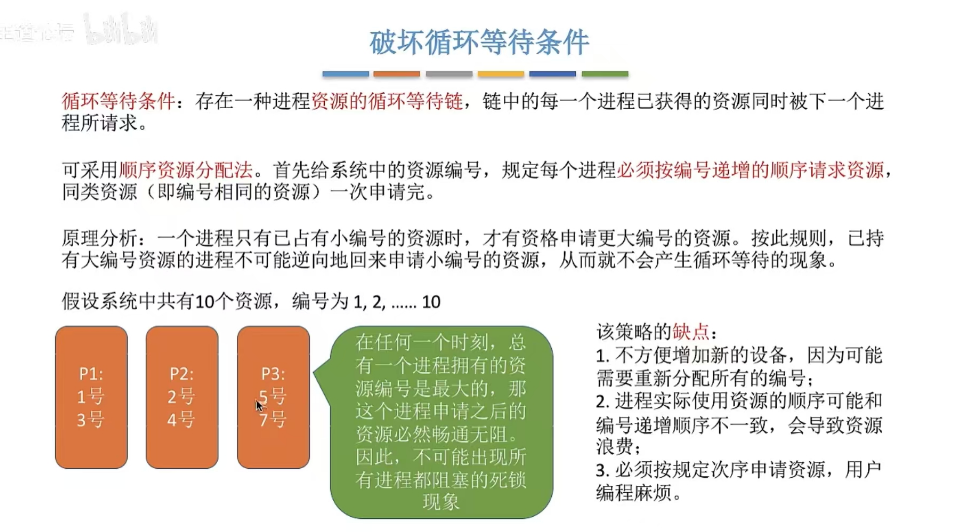 bilibili
破坏循环等待条件
循环等待条件：存在一种进程资源的循环等待链，链中的每一个进程已获得的资源同时被下一个进
程所请求。
可采用顺序资源分配法。首先给系统中的资源编号，规定每个进程必须按编号递增的顺序请求资源，
同类资源（即编号相同的资源）一次申请完。
原理分析：一个进程只有已占有小编号的资源时，才有资格申请更大编号的资源。按此规则，已持
有大编号资源的进程不可能逆向地回来申请小编号的资源，从而就不会产生循环等待的现象。
假设系统中共有10个资源，编号为 1, 2, …… 10
P1:
1号
3号
P2:
2号
4号
P3:
5号
7号
在任何一个时刻，总
有一个进程拥有的资
源编号是最大的，那
这个进程申请之后的
资源必然畅通无阻。
因此，不可能出现所
有进程都阻塞的死锁
现象
该策略的缺点：
1. 不方便增加新的设备，因为可能
需要重新分配所有的编号；
2. 进程实际使用资源的顺序可能和
编号递增顺序不一致，会导致资源
浪费；
3. 必须按规定次序申请资源，用户
编程麻烦。